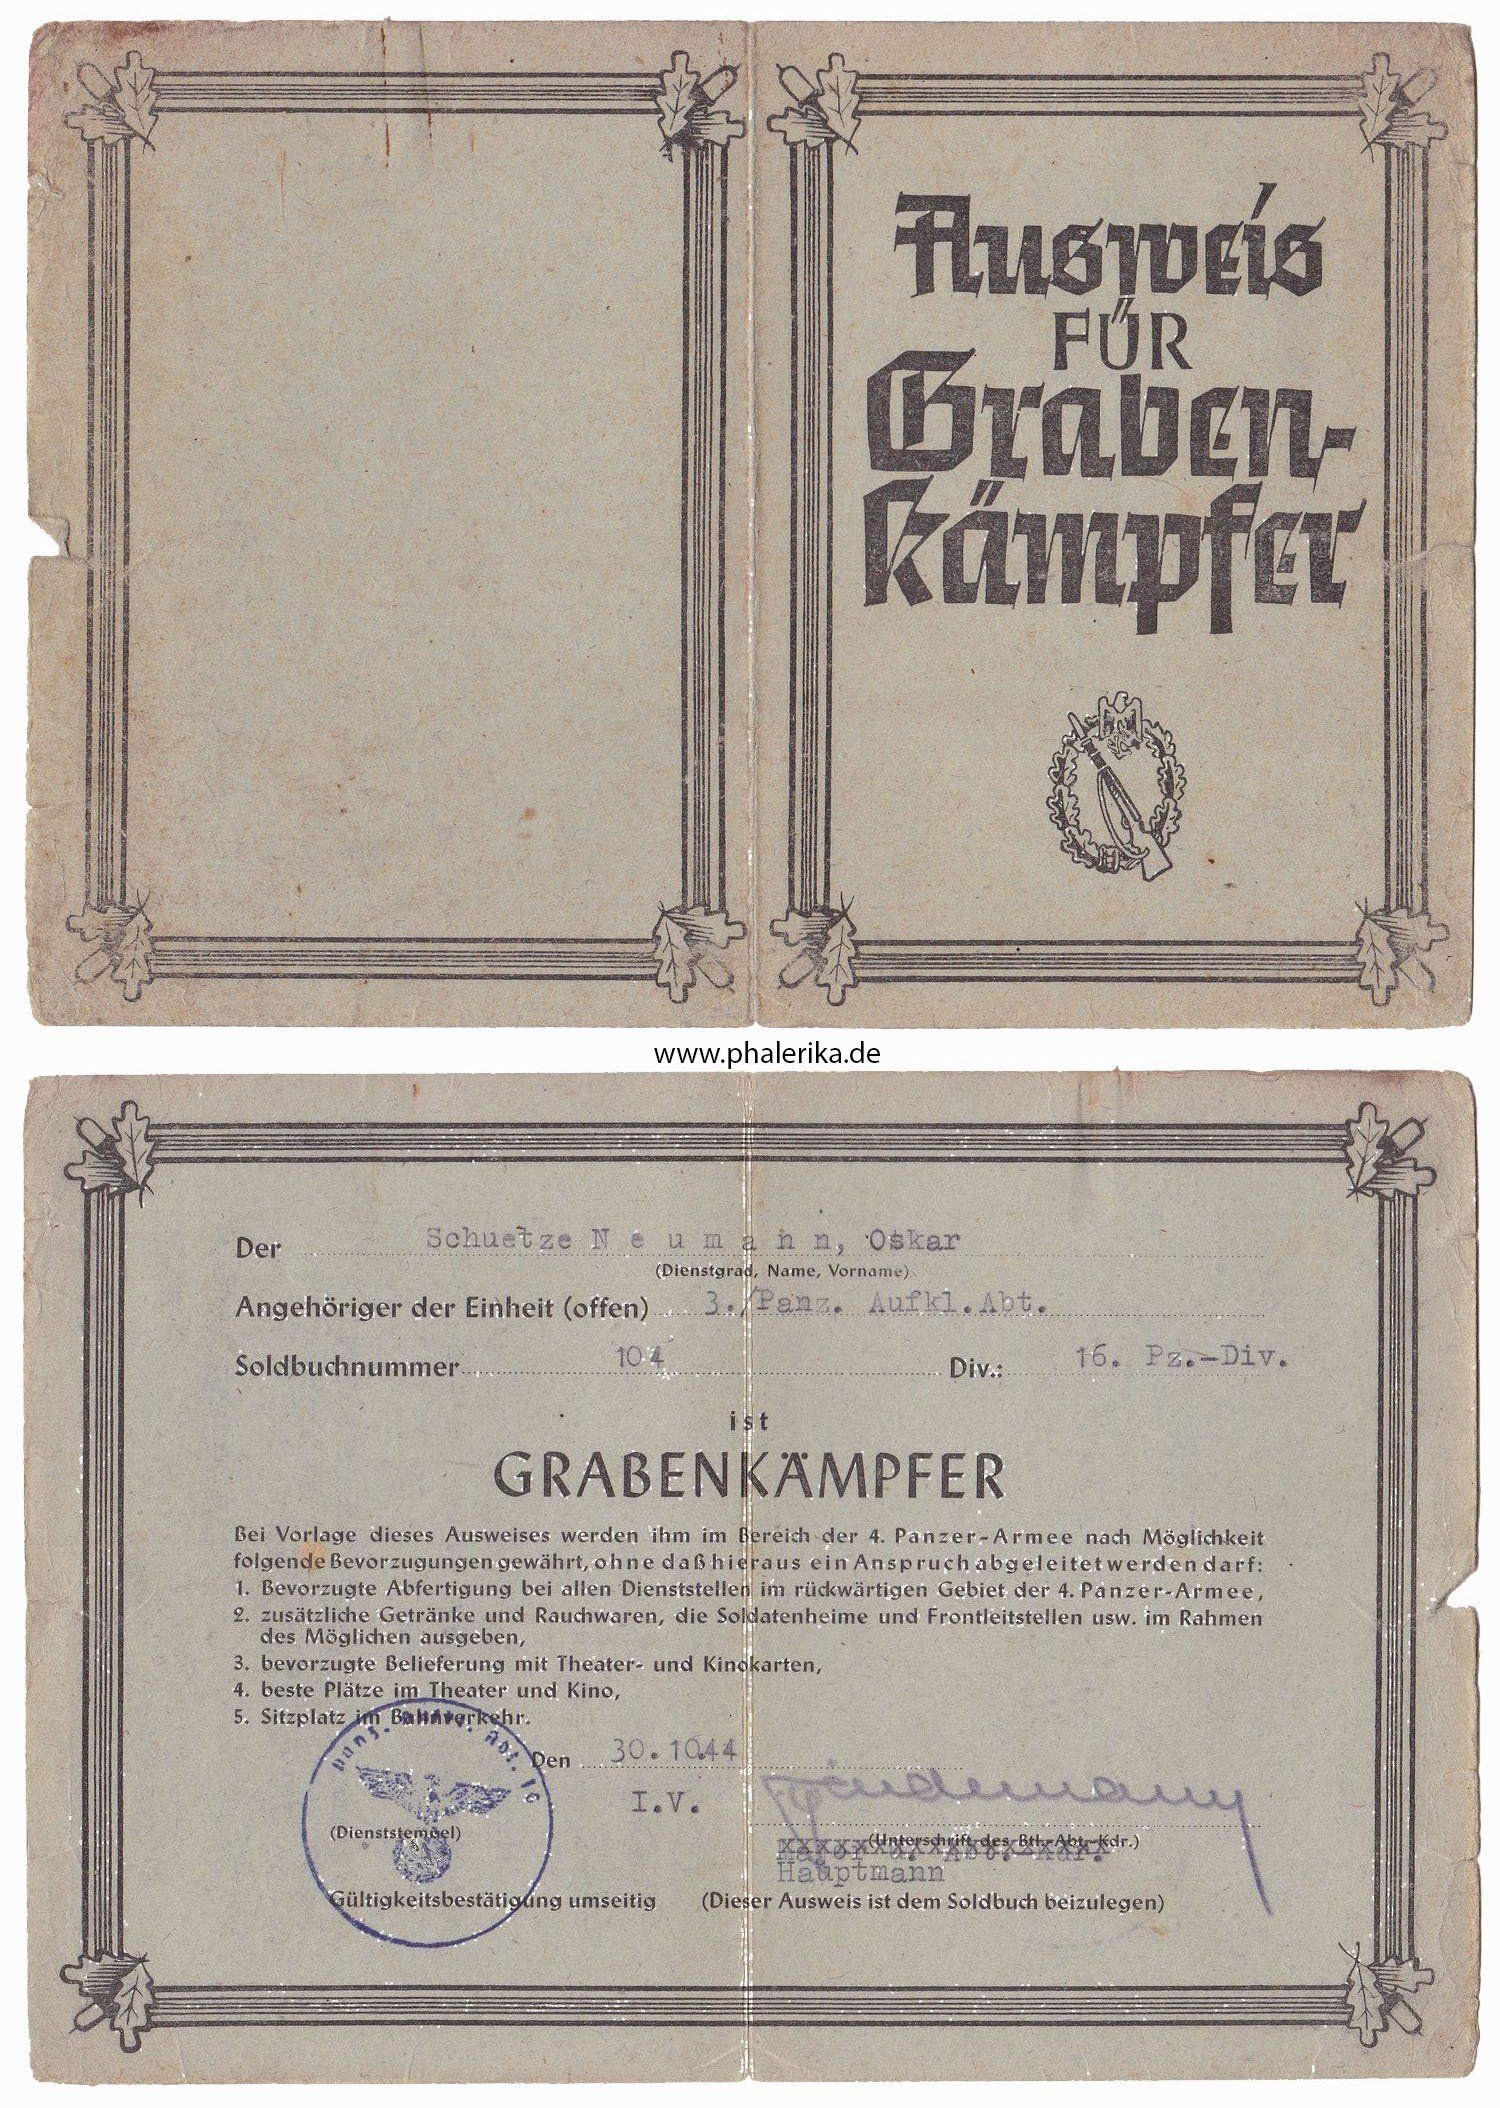 Ausweis
FÜR
Graben-
kämpfer
www.phalerika.de
Der Schuetze N e u m a n n, Oskar
(Dienstgrad, Name, Vorname)
Angehöriger der Einheit (offen) 3./Panz. Aufkl.Abt.
Soldbuchnummer 104 Div.: 16. Pz.-Div.
ist
GRABENKÄMPFER
Bei Vorlage dieses Ausweises werden ihm im Bereich der 4. Panzer-Armee nach Möglichkeit
folgende Bevorzugungen gewährt, ohne daß hieraus ein Anspruch abgeleitet werden darf:
1. Bevorzugte Abfertigung bei allen Dienststellen im rückwärtigen Gebiet der 4. Panzer-Armee,
2. zusätzliche Getränke und Rauchwaren, die Soldatenheime und Frontleitstellen usw. im Rahmen
des Möglichen ausgeben,
3. bevorzugte Belieferung mit Theater- und Kinokarten,
4. beste Plätze im Theater und Kino,
5. Sitzplatz im Bahnverkehr.
Den 30.10.44
I.V.
(Dienststempel)
(Unterschrift des Btl.-Abt.-Kdr.)
Major u. Abt. Kdr.
Hauptmann
Gültigkeitsbestätigung umseitig (Dieser Ausweis ist dem Soldbuch beizulegen)